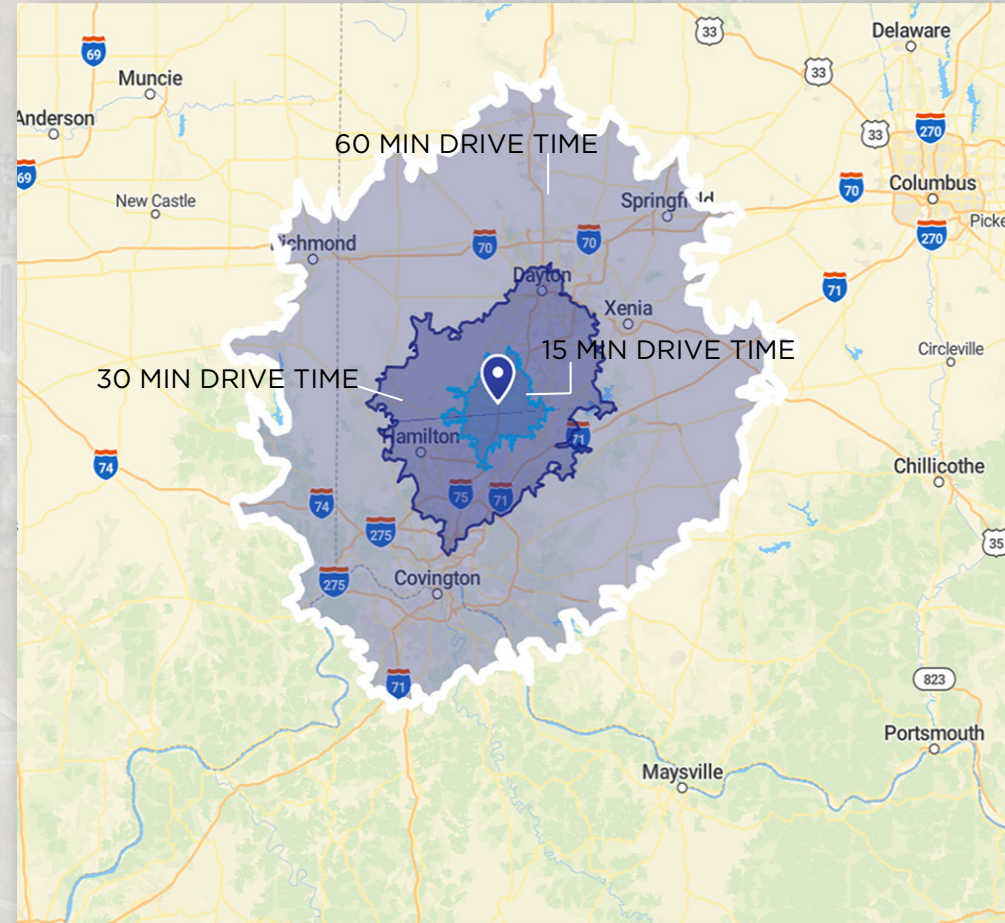 33
Delaware
69
Muncie
33
Anderson
33
270
60 MIN DRIVE TIME
69
70
Columbus
New Castle
Springfield
Richmond
70
70
270
Dayton
71
Xenia
15 MIN DRIVE TIME
Circleville
30 MIN DRIVE TIME
Hamilton
71
74
Chillicothe
75
71
74
275
35
275
Covington
71
823
Portsmouth
Maysville